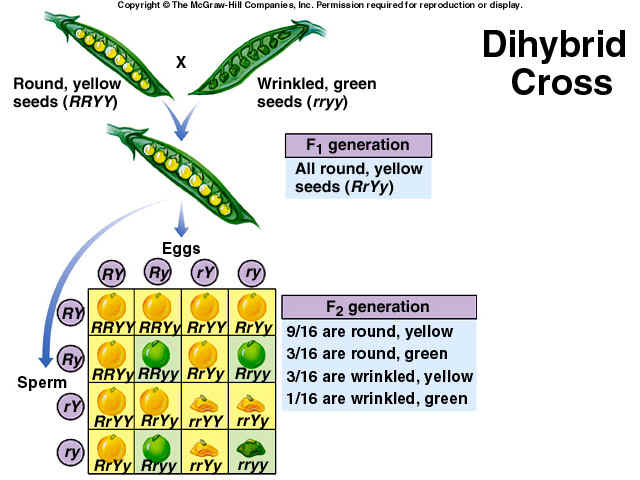 Copyright © The McGraw-Hill Companies, Inc. Permission required for reproduction or display.
Dihybrid
Cross
X
Round, yellow
seeds (RRYY)
Wrinkled, green
seeds (rryy)
F1 generation
All round, yellow
seeds (RrYy)
Eggs
RY Ry rY ry
RY
RRYY RRYy RrYY RrYy
Ry
RRYy RRyy RrYy Rryy
Sperm
rY
RrYY RrYy rrYY rrYy
ry
RrYy Rryy rrYy rryy
F2 generation
9/16 are round, yellow
3/16 are round, green
3/16 are wrinkled, yellow
1/16 are wrinkled, green